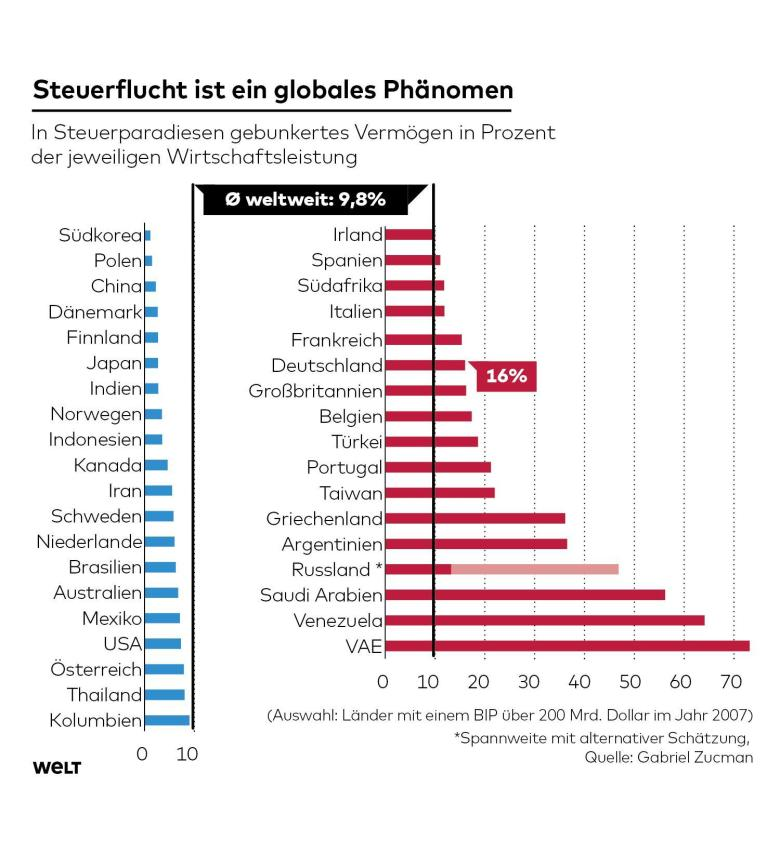 Steuerflucht ist ein globales Phänomen
In Steuerparadiesen gebunkertes Vermögen in Prozent
der jeweiligen Wirtschaftsleistung
Ø weltweit: 9,8%
Südkorea
Polen
China
Dänemark
Finnland
Japan
Indien
Norwegen
Indonesien
Kanada
Iran
Schweden
Niederlande
Brasilien
Australien
Mexiko
USA
Österreich
Thailand
Kolumbien
0 10
Irland
Spanien
Südafrika
Italien
Frankreich
Deutschland
16%
Großbritannien
Belgien
Türkei
Portugal
Taiwan
Griechenland
Argentinien
Russland *
Saudi Arabien
Venezuela
VAE
0 10 20 30 40 50 60 70
(Auswahl: Länder mit einem BIP über 200 Mrd. Dollar im Jahr 2007)
*Spannweite mit alternativer Schätzung,
Quelle: Gabriel Zucman
WELT